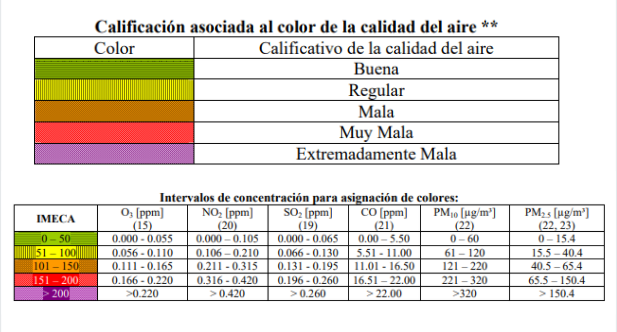 Calificación asociada al color de la calidad del aire **
Color Calificativo de la calidad del aire
Buena
Regular
Mala
Muy Mala
Extremadamente Mala
Intervalos de concentración para asignación de colores:
IMECA O₃ [ppm] (15) NO₂ [ppm] (20) SO₂ [ppm] (19) CO [ppm] (21) PM₁₀ [µg/m³] (22) PM₂.₅ [µg/m³] (22, 23)
0 – 50 0.000 - 0.055 0.000 – 0.105 0.000 - 0.065 0.00 – 5.50 0 – 60 0 – 15.4
51 – 100 0.056 - 0.110 0.106 – 0.210 0.066 - 0.130 5.51 - 11.00 61 – 120 15.5 – 40.4
101 – 150 0.111 - 0.165 0.211 - 0.315 0.131 - 0.195 11.01 - 16.50 121 – 220 40.5 – 65.4
151 – 200 0.166 - 0.220 0.316 - 0.420 0.196 - 0.260 16.51 – 22.00 221 – 320 65.5 – 150.4
> 200 >0.220 > 0.420 > 0.260 > 22.00 >320 > 150.4